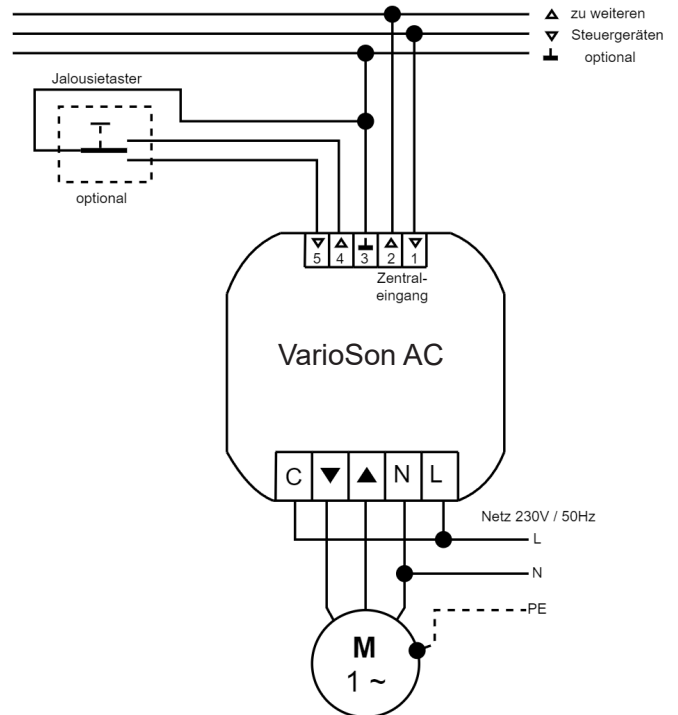 zu weiteren
Steuergeräten
optional
Jalousietaster
optional
5 4 3 2 1
Zentral-
eingang
VarioSon AC
C ▼ ▲ N L
Netz 230V / 50Hz
L
N
PE
M
1 ~